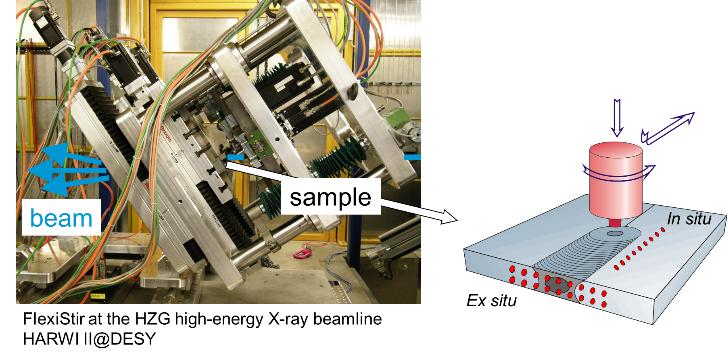 beam
sample
In situ
Ex situ
FlexiStir at the HZG high-energy X-ray beamline
HARWI II@DESY